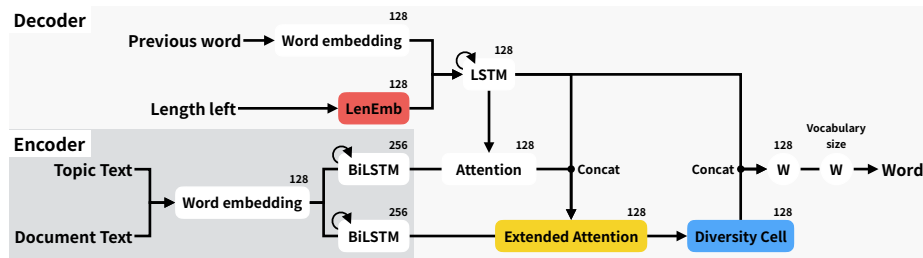 Decoder
128
Previous word
Word embedding
128
LSTM
128
Length left
LenEmb
Encoder
Topic Text
Document Text
128
Word embedding
256
BiLSTM
256
BiLSTM
128
Attention
Concat
128
Extended Attention
128
Diversity Cell
Concat
128
W
Vocabulary
size
W
Word